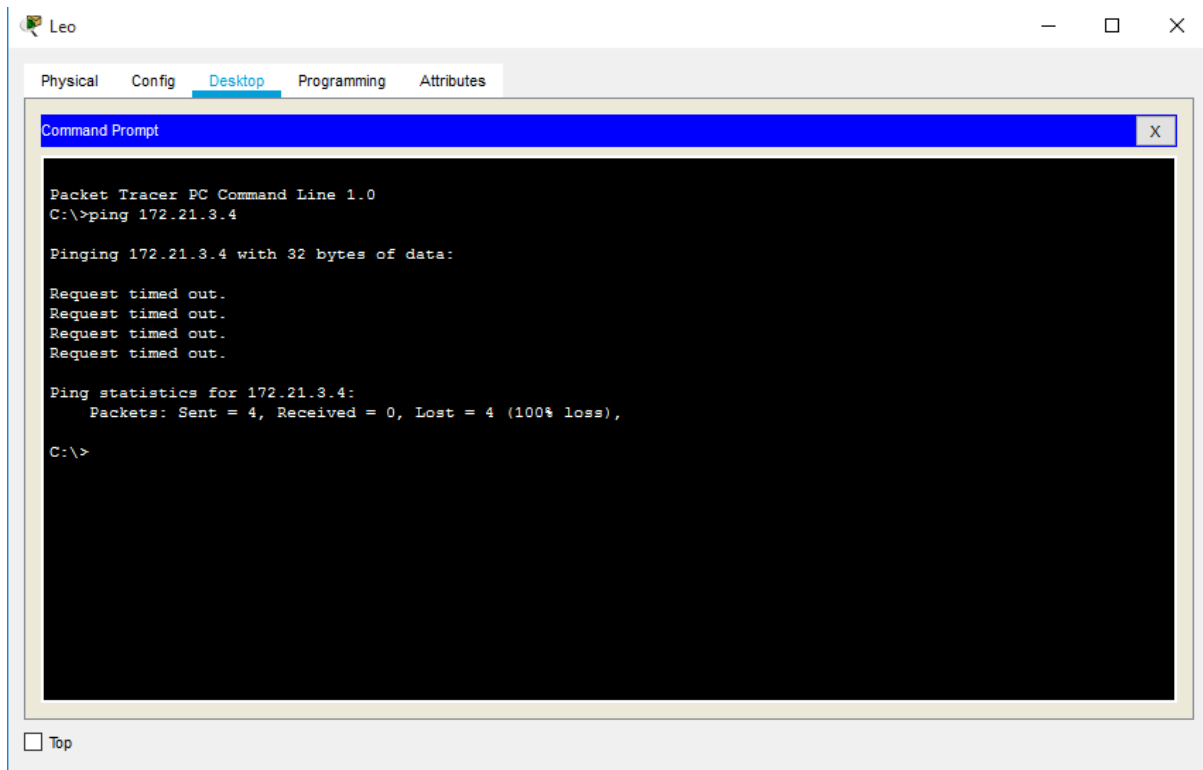 Leo
Physical Config Desktop Programming Attributes
Command Prompt X
Packet Tracer PC Command Line 1.0
C:\>ping 172.21.3.4
Pinging 172.21.3.4 with 32 bytes of data:
Request timed out.
Request timed out.
Request timed out.
Request timed out.
Ping statistics for 172.21.3.4:
Packets: Sent = 4, Received = 0, Lost = 4 (100% loss),
C:\>
Top